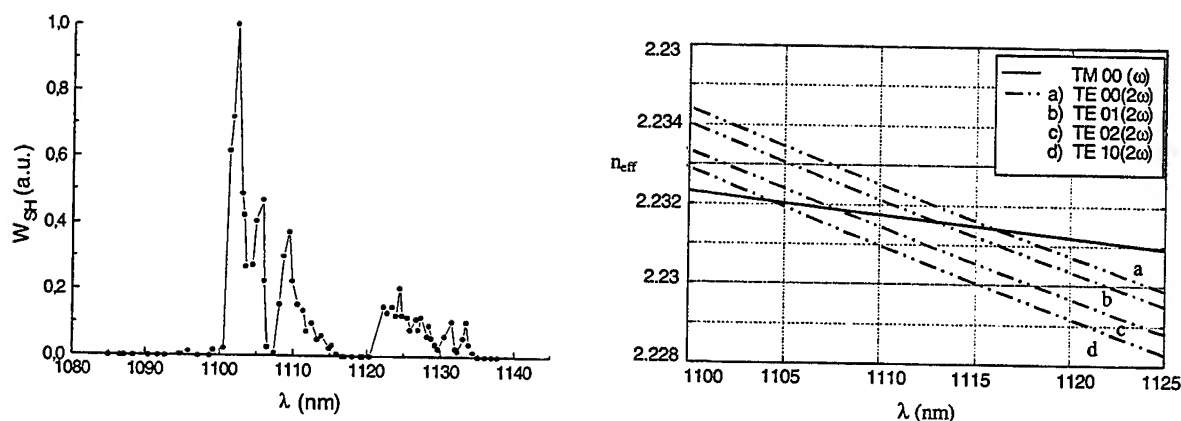 1,0
0,8
0,6
0,4
0,2
0,0
W_SH (a.u.)
1080 1090 1100 1110 1120 1130 1140
λ (nm)
2.23
2.234
2.232
2.23
2.228
n_eff
TM 00 (ω)
a) TE 00(2ω)
b) TE 01(2ω)
c) TE 02(2ω)
d) TE 10(2ω)
a
b
c
d
1100 1105 1110 1115 1120 1125
λ (nm)